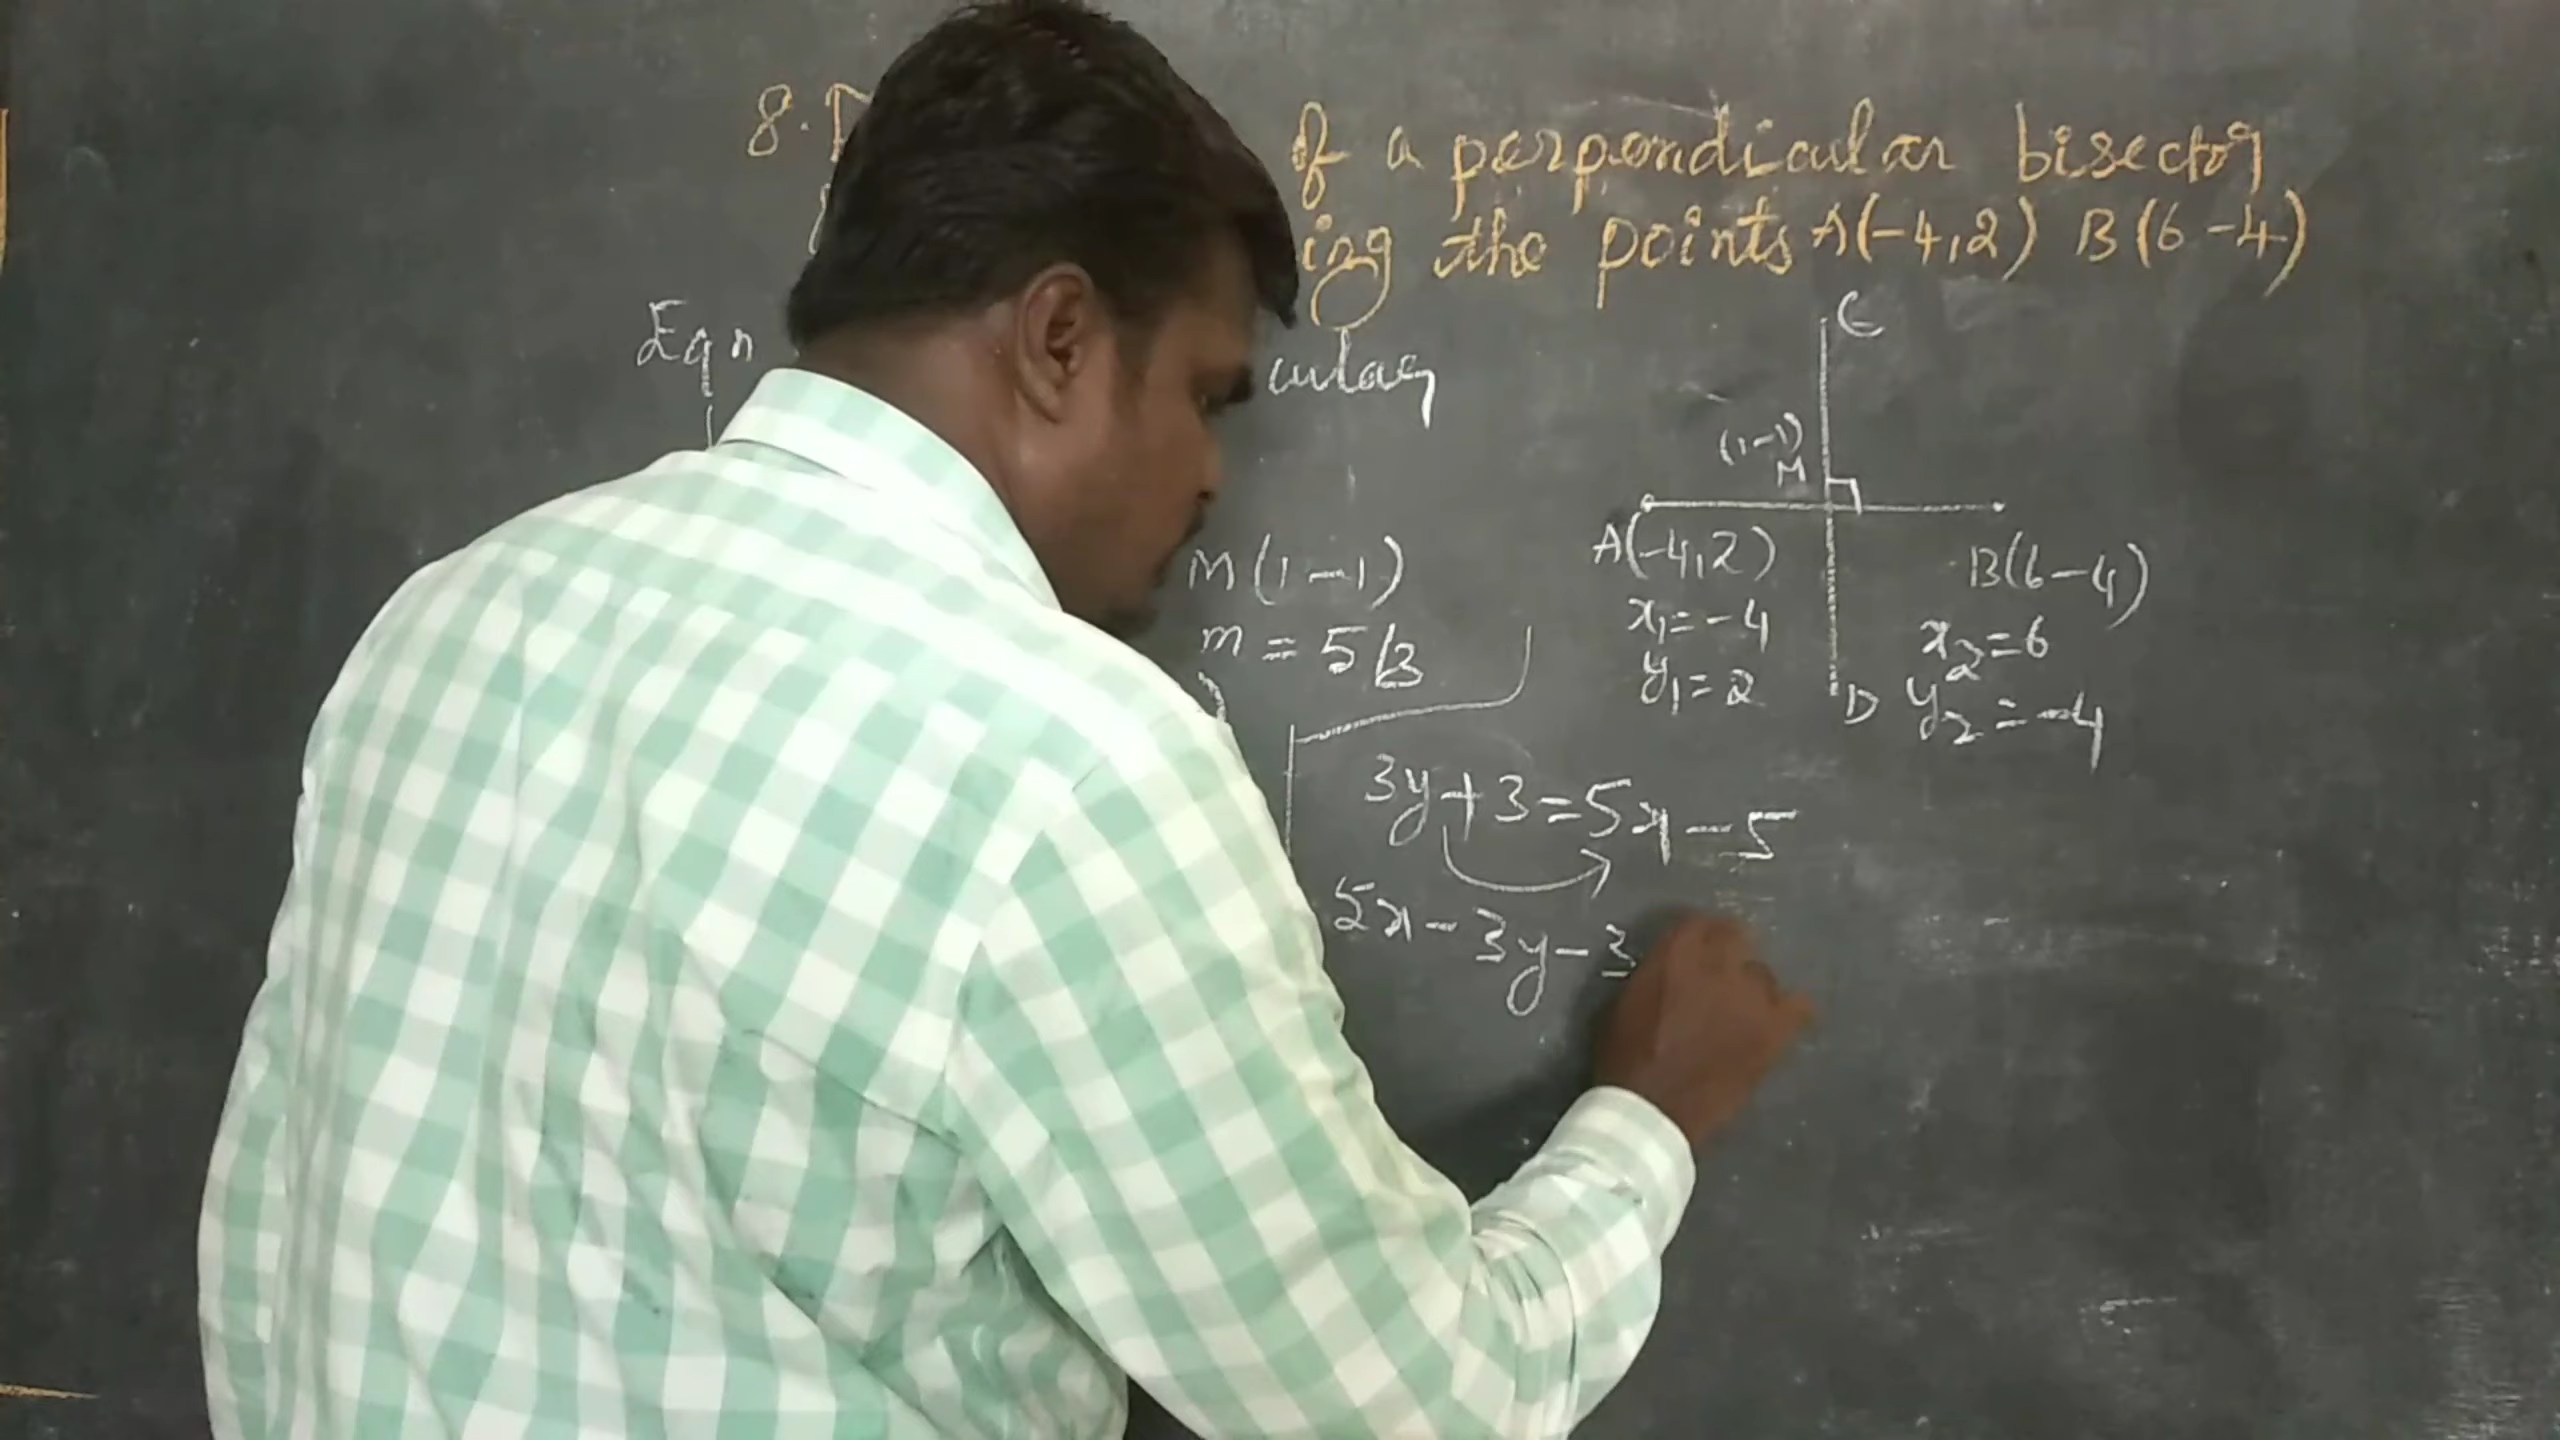 8.
of a perpendicular bisector
ing the points A(-4,2) B(6-4)
Eqn
cular
C
(1-1)
M
M(1-1)
m = 5/3
A(-4,2)
x₁=-4
y₁=2
B(6-4)
x₂=6
y₂=-4
D
3y+3=5x-5
5x-3y-3